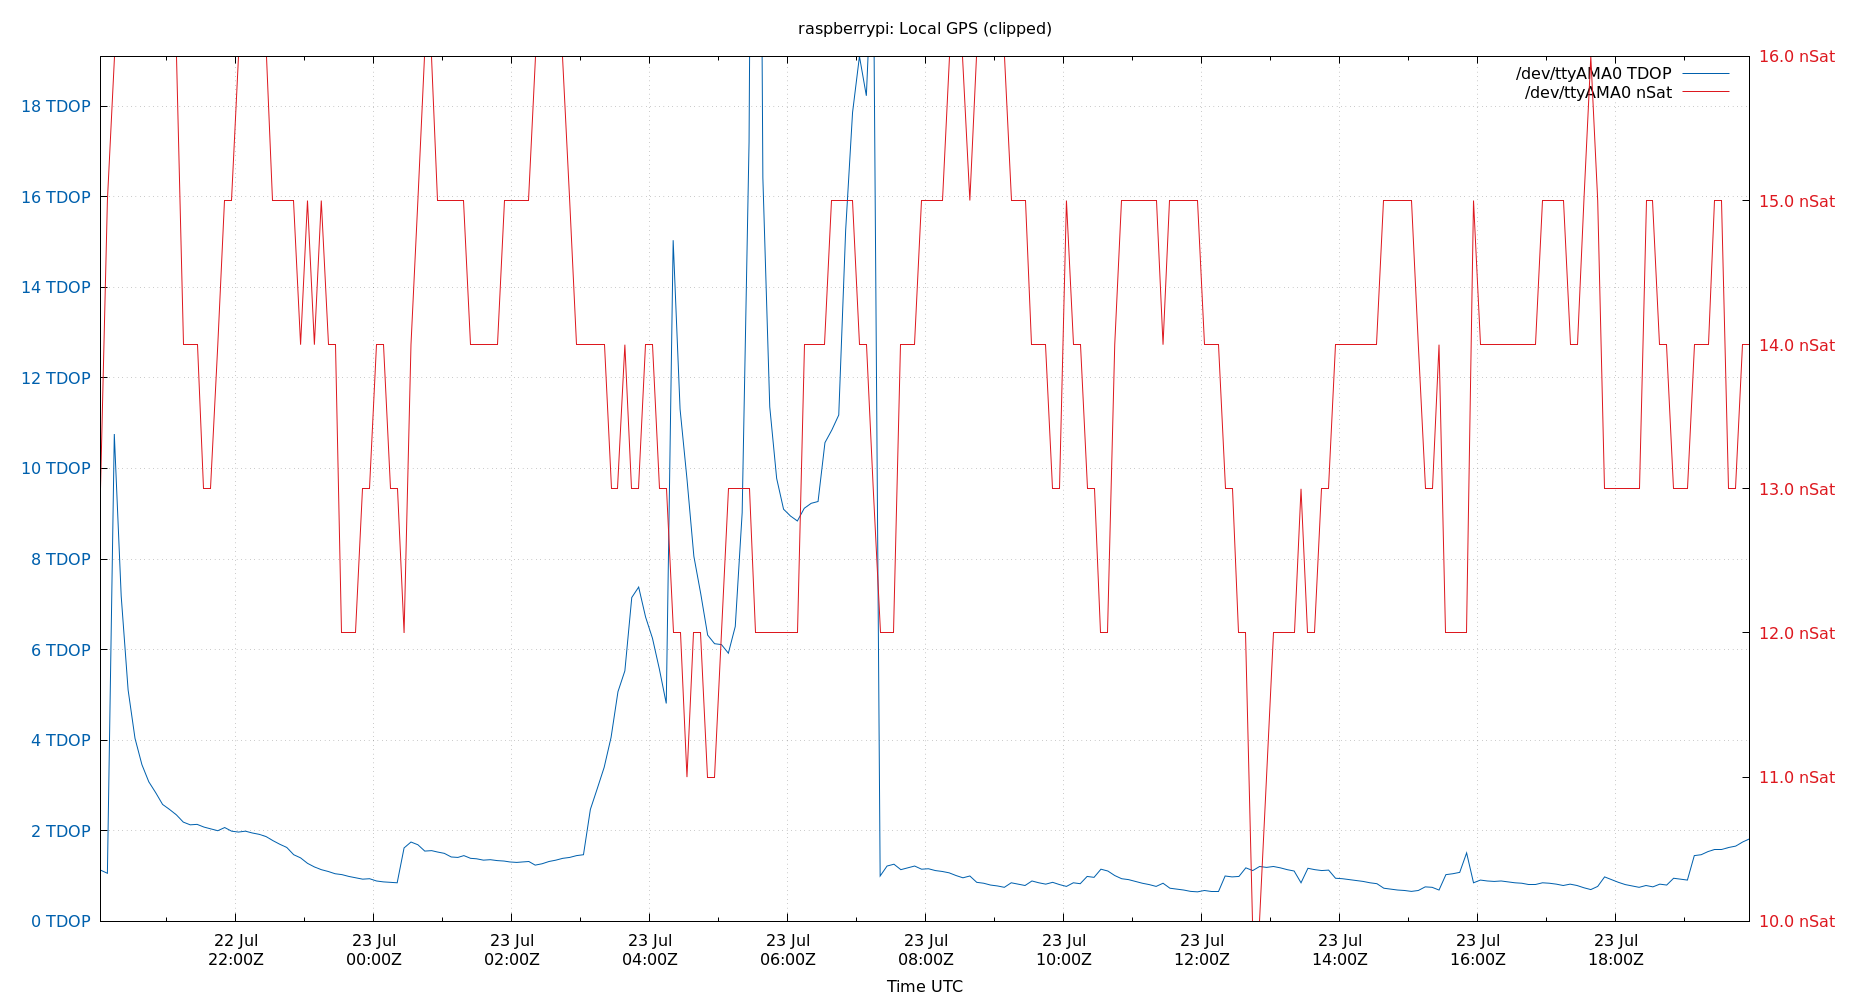 raspberrypi: Local GPS (clipped)
/dev/ttyAMA0 TDOP
/dev/ttyAMA0 nSat
18 TDOP
16 TDOP
14 TDOP
12 TDOP
10 TDOP
8 TDOP
6 TDOP
4 TDOP
2 TDOP
0 TDOP
16.0 nSat
15.0 nSat
14.0 nSat
13.0 nSat
12.0 nSat
11.0 nSat
10.0 nSat
22 Jul
22:00Z
23 Jul
00:00Z
23 Jul
02:00Z
23 Jul
04:00Z
23 Jul
06:00Z
23 Jul
08:00Z
23 Jul
10:00Z
23 Jul
12:00Z
23 Jul
14:00Z
23 Jul
16:00Z
23 Jul
18:00Z
Time UTC